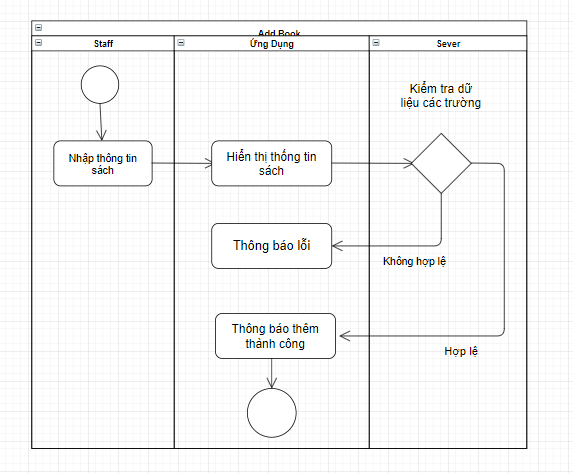 Add Book
Staff
Ứng Dụng
Sever
Kiểm tra dữ
liệu các trường
Nhập thông tin
sách
Hiển thị thống tin
sách
Thông báo lỗi
Không hợp lệ
Thông báo thêm
thành công
Hợp lệ